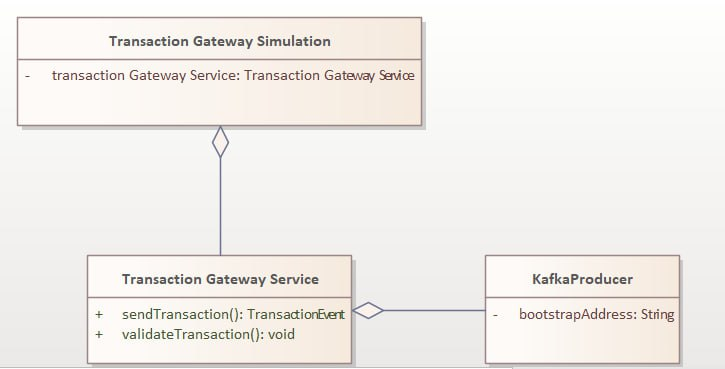 Transaction Gateway Simulation
- transaction Gateway Service: Transaction Gateway Service
Transaction Gateway Service
+ sendTransaction(): TransactionEvent
+ validateTransaction(): void
KafkaProducer
- bootstrapAddress: String